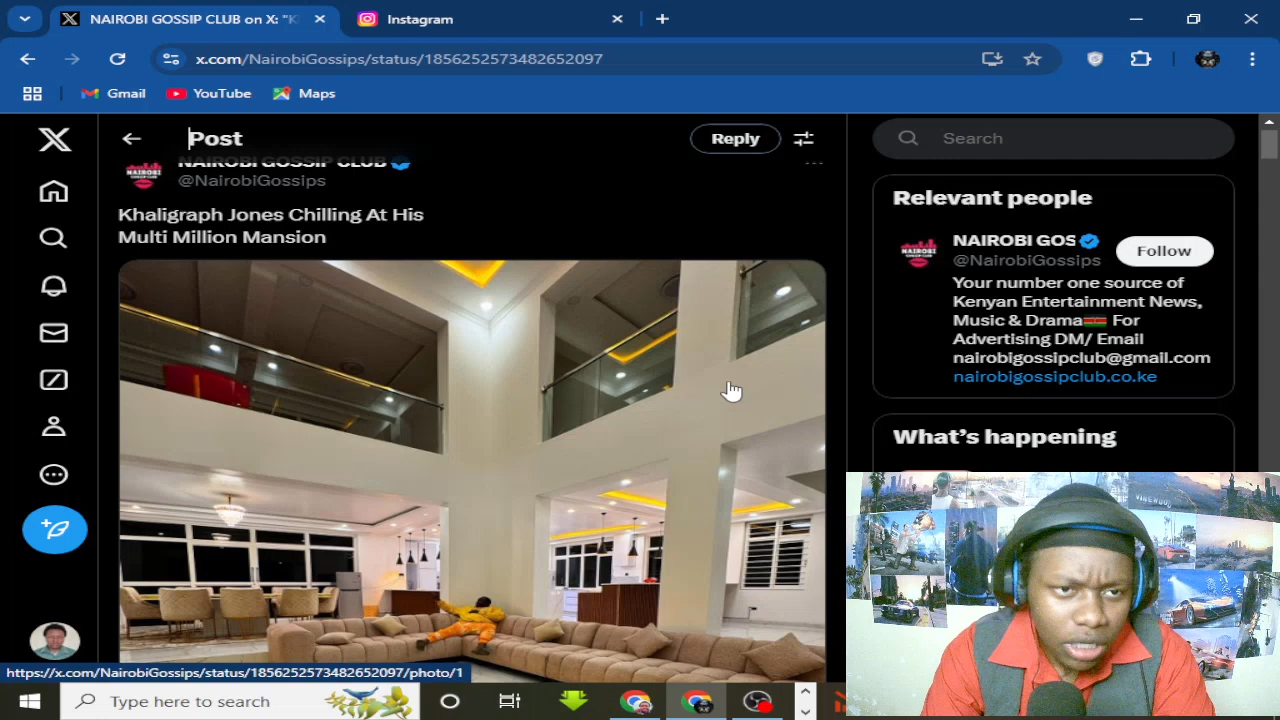 NAIROBI GOSSIP CLUB on X: "K
Instagram
x.com/NairobiGossips/status/1856252573482652097
Gmail
YouTube
Maps
Post
Reply
NAIROBI GOSSIP CLUB
@NairobiGossips
Khaligraph Jones Chilling At His
Multi Million Mansion
Search
Relevant people
NAIROBI GOS
@NairobiGossips
Follow
Your number one source of
Kenyan Entertainment News,
Music & Drama🇰🇪 For
Advertising DM/ Email
nairobigossipclub@gmail.com
nairobigossipclub.co.ke
What's happening
VINEWOOD
https://x.com/NairobiGossips/status/1856252573482652097/photo/1
Type here to search